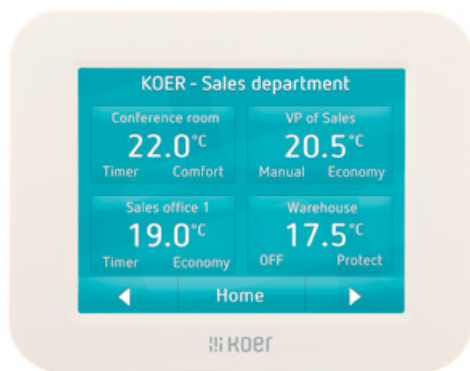 KOER - Sales department
Conference room
22.0°C
Timer Comfort
VP of Sales
20.5°C
Manual Economy
Sales office 1
19.0°C
Timer Economy
Warehouse
17.5°C
OFF Protect
Home
KOER